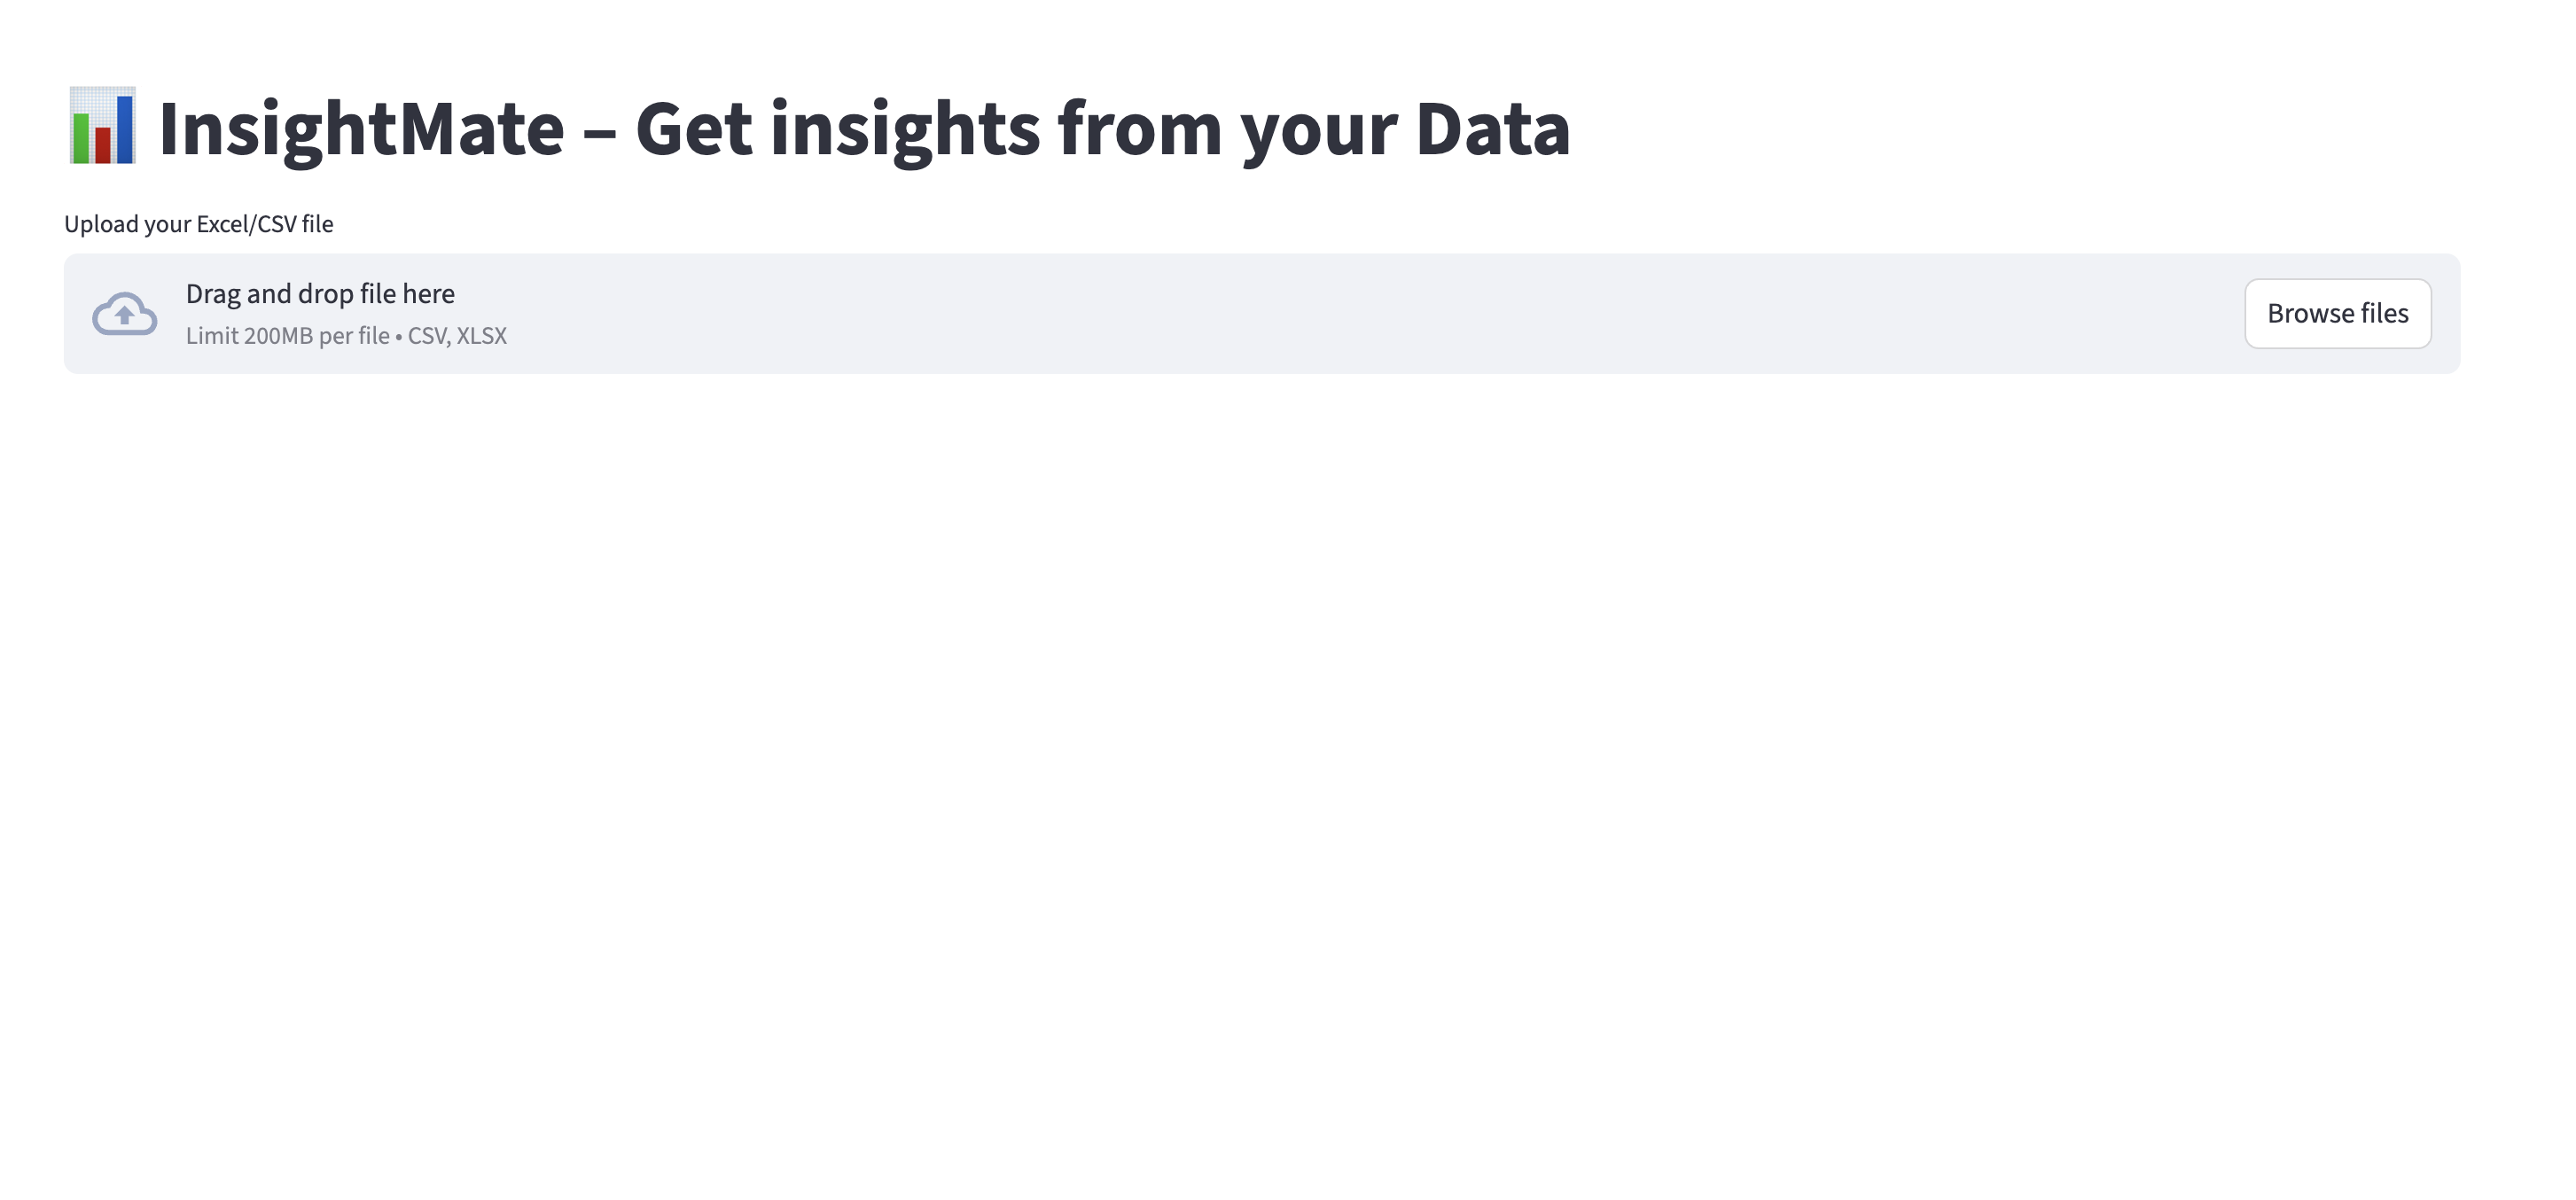 InsightMate – Get insights from your Data
Upload your Excel/CSV file
Drag and drop file here
Limit 200MB per file • CSV, XLSX
Browse files